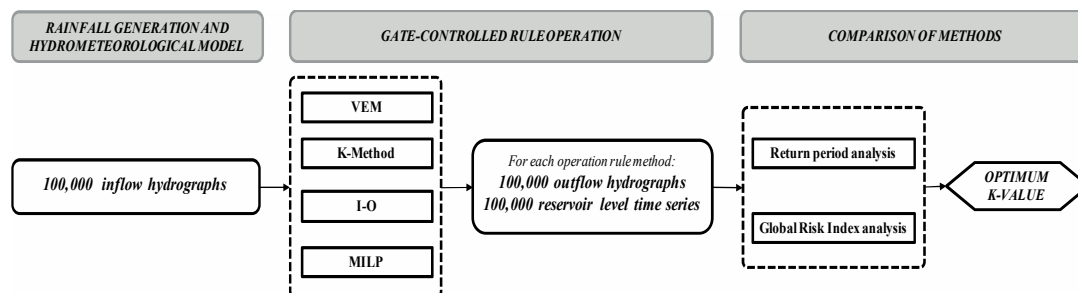 RAINFALL GENERATION AND
HYDROMETEOROLOGICAL MODEL
GATE-CONTROLLED RULE OPERATION
COMPARISON OF METHODS
100,000 inflow hydrographs
VEM
K-Method
I-O
MILP
For each operation rule method:
100,000 outflow hydrographs
100,000 reservoir level time series
Return period analysis
Global Risk Index analysis
OPTIMUM
K-VALUE